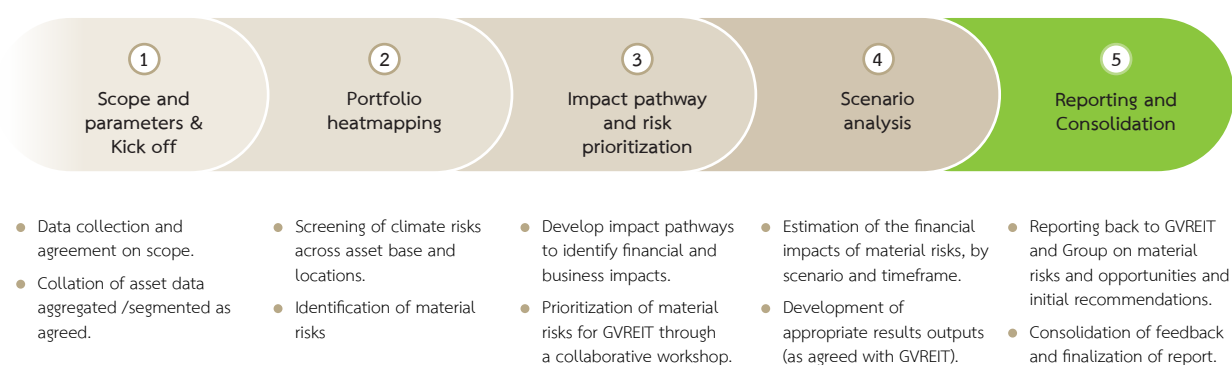 1
Scope and
parameters &
Kick off
2
Portfolio
heatmapping
3
Impact pathway
and risk
prioritization
4
Scenario
analysis
5
Reporting and
Consolidation
• Data collection and
agreement on scope.
• Collation of asset data
aggregated /segmented as
agreed.
• Screening of climate risks
across asset base and
locations.
• Identification of material
risks
• Develop impact pathways
to identify financial and
business impacts.
• Prioritization of material
risks for GVREIT through
a collaborative workshop.
• Estimation of the financial
impacts of material risks, by
scenario and timeframe.
• Development of
appropriate results outputs
(as agreed with GVREIT).
• Reporting back to GVREIT
and Group on material
risks and opportunities and
initial recommendations.
• Consolidation of feedback
and finalization of report.